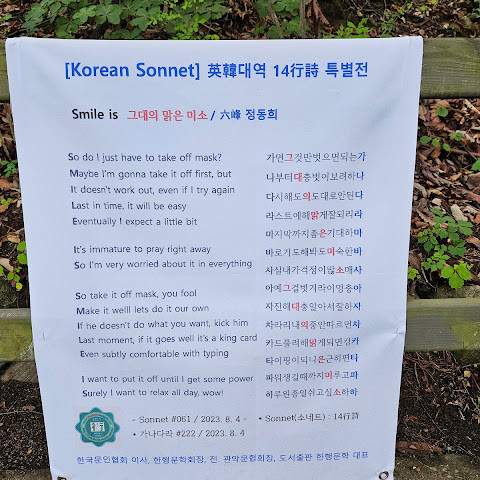 [Korean Sonnet] 英韓대역 14行詩 특별전
Smile is 그대의 맑은 미소 / 六峰 정동희
So do I just have to take off mask?
Maybe I'm gonna take it off first, but
It doesn't work out, even if I try again
Last in time, it will be easy
Eventually I expect a little bit
It's immature to pray right away
So I'm very worried about it in everything
So take it off mask, you fool
Make it welll lets do it our own
If he doesn't do what you want, kick him
Last moment, if it goes well it's a king card
Even subtly comfortable with typing
I want to put it off until I get some power
Surely I want to relax all day, wow!
가면그것만벗으면되는가
나부터대충벗이보려하나
다시해도의도대로안된다
라스트에해맑게잘되리라
마지막까지좀은기대하마
바로기도해봐도미숙한바
사실내가걱정이많소매사
아예그걸벗거라이멍충아
자진해대충알아서잘하자
차라리내의중안따르면차
카드풀려해맑게되면킹카
타이핑이되니은근히편타
파워생길때까지미루고파
하루왼종일쉬고싶소하하
- Sonnet #061 / 2023. 8. 4 -
• Sonnet(소네트) : 14行詩
• 가나다라 #222 / 2023. 8. 4
한국문인협회 이사, 한행문학회장, 전. 관악문협회장, 도서출판 한행문학 대표